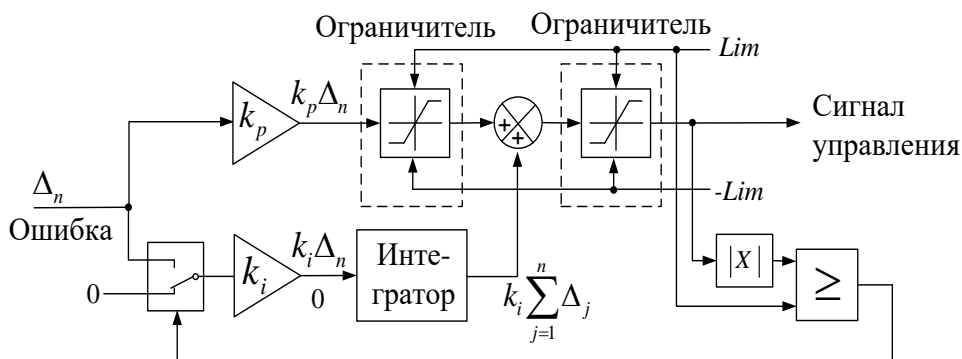 Ограничитель
Ограничитель
Lim
k_p
k_pΔ_n
Сигнал
управления
Δ_n
Ошибка
-Lim
0
k_i
k_iΔ_n
0
Инте-
гратор
k_i∑_{j=1}^{n}Δ_j
|X|
≥
+
+